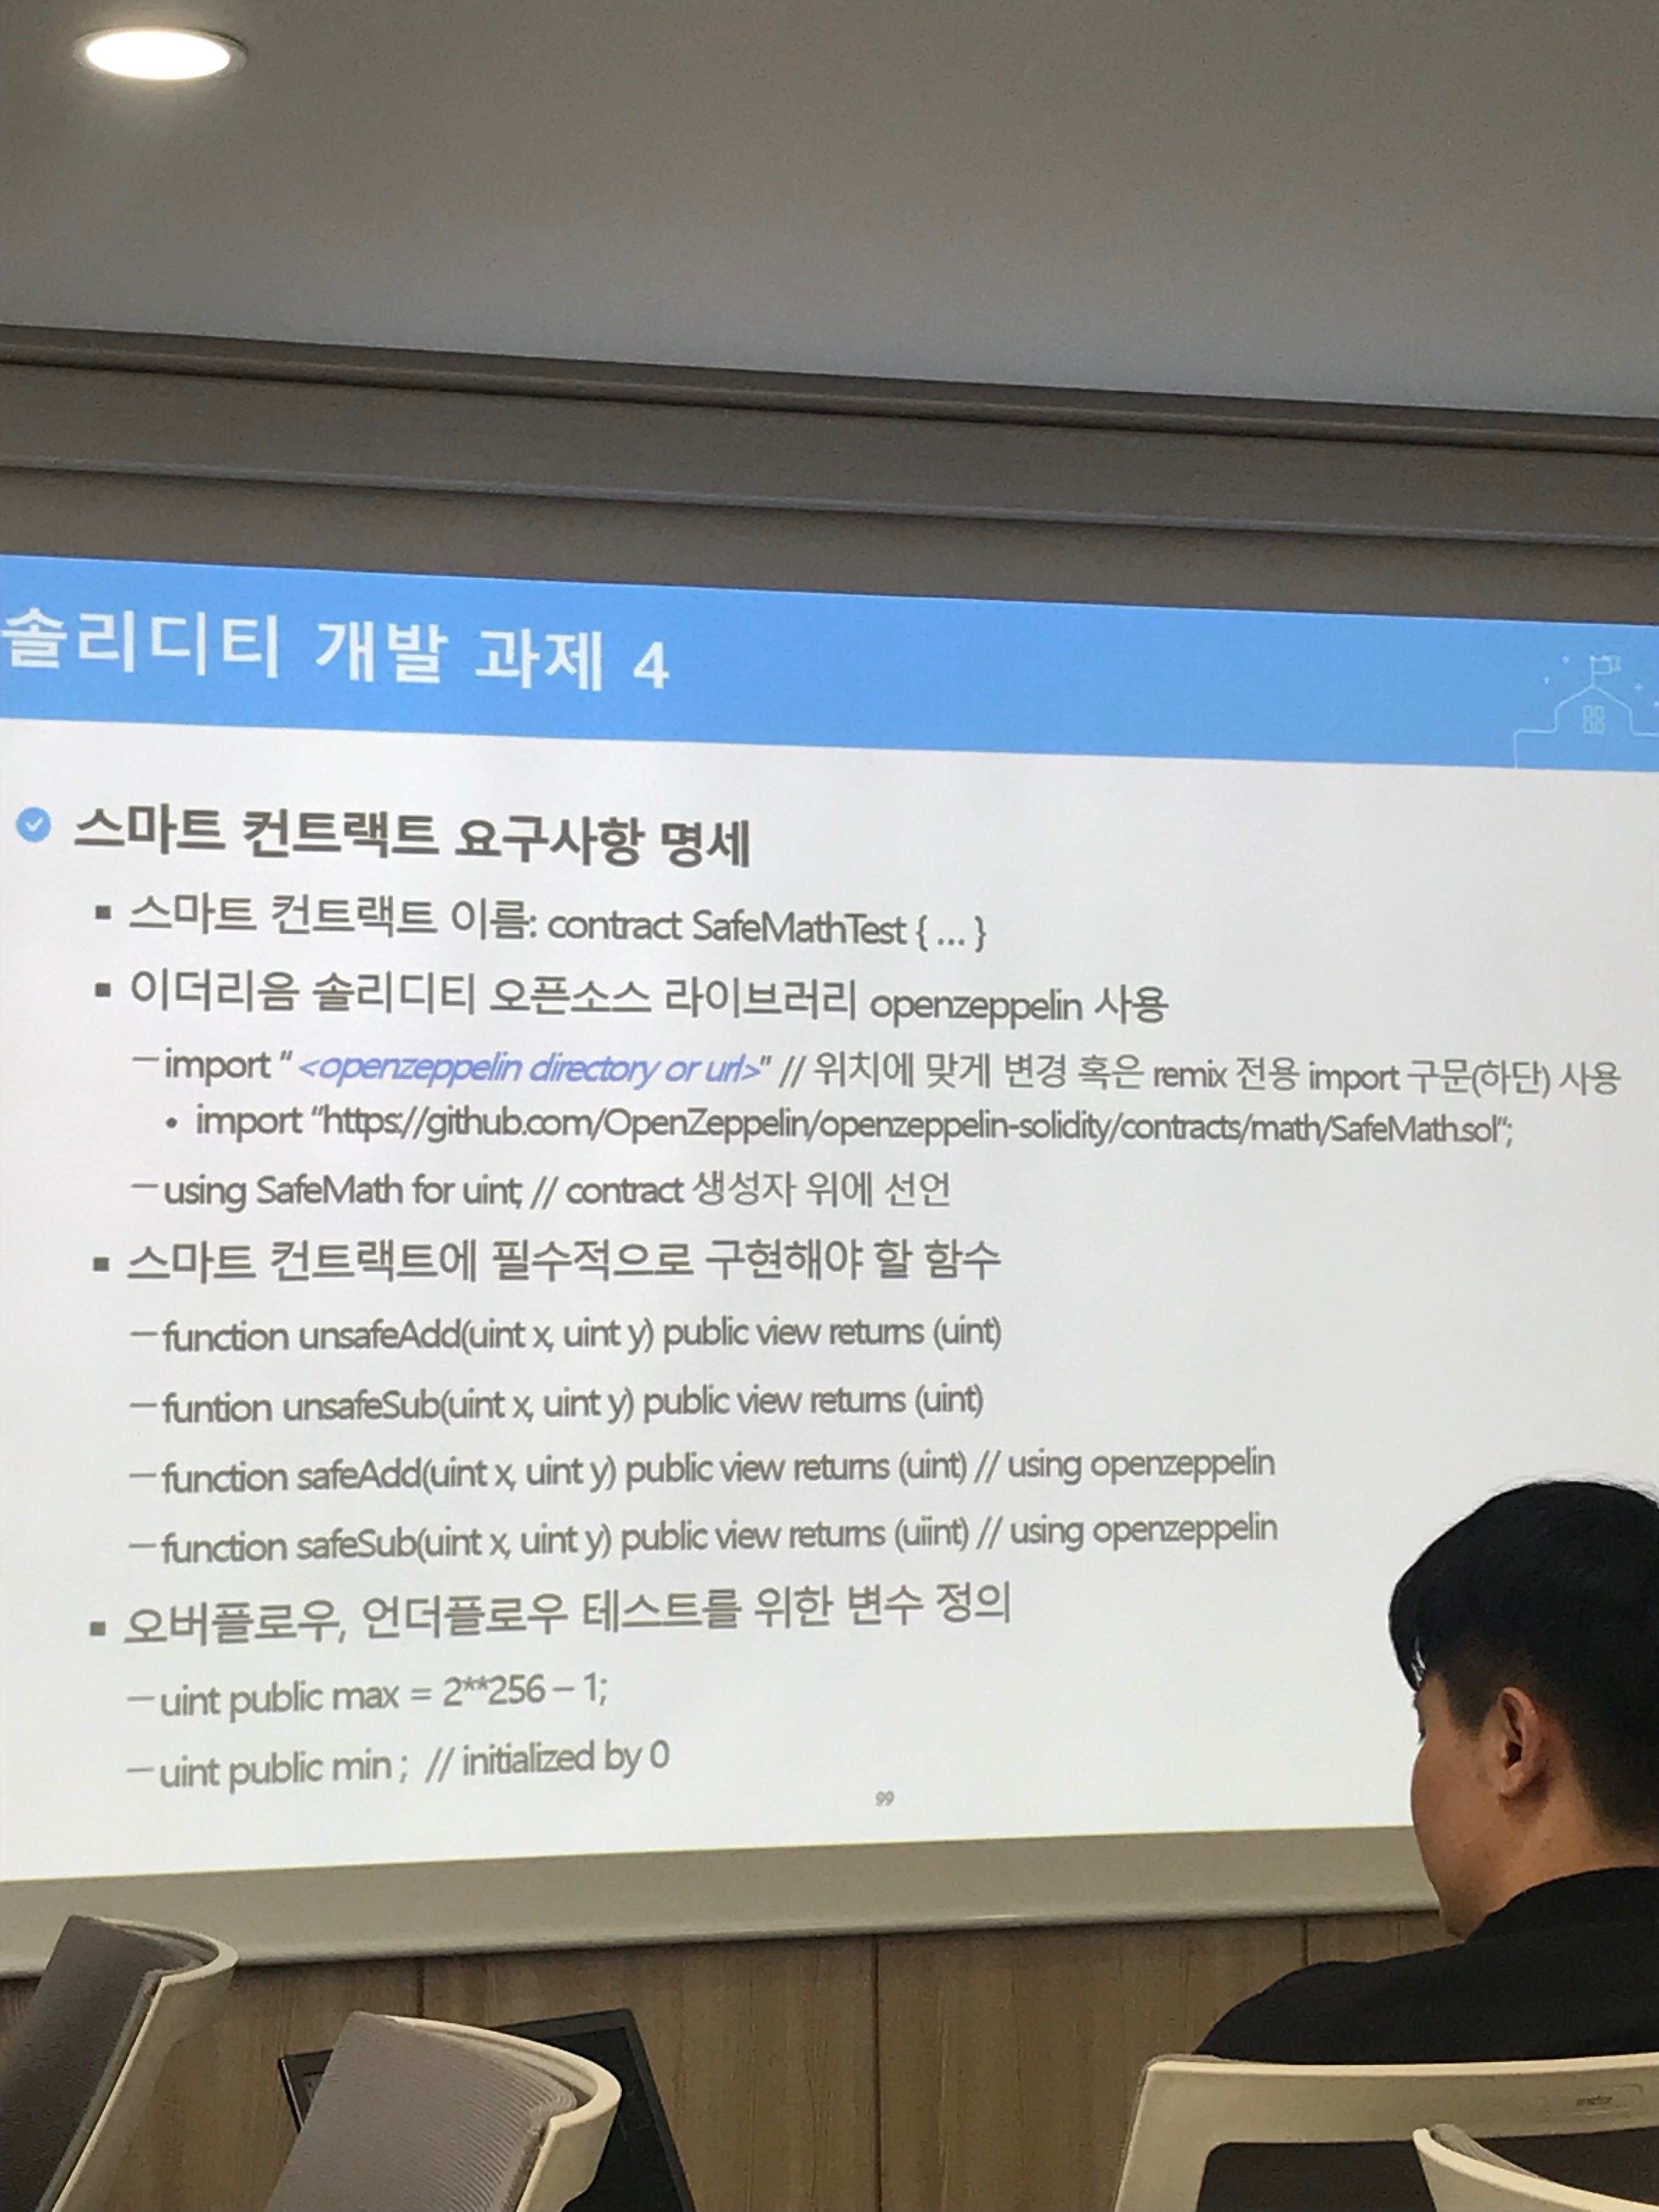 솔리디티 개발 과제 4
스마트 컨트랙트 요구사항 명세
▪ 스마트 컨트랙트 이름: contract SafeMathTest { ... }
▪ 이더리움 솔리디티 오픈소스 라이브러리 openzeppelin 사용
– import “ <openzeppelin directory or url>” // 위치에 맞게 변경 혹은 remix 전용 import 구문(하단) 사용
• import “https://github.com/OpenZeppelin/openzeppelin-solidity/contracts/math/SafeMath.sol”;
– using SafeMath for uint; // contract 생성자 위에 선언
▪ 스마트 컨트랙트에 필수적으로 구현해야 할 함수
– function unsafeAdd(uint x, uint y) public view returns (uint)
– funtion unsafeSub(uint x, uint y) public view returns (uint)
– function safeAdd(uint x, uint y) public view returns (uint) // using openzeppelin
– function safeSub(uint x, uint y) public view returns (uiint) // using openzeppelin
▪ 오버플로우, 언더플로우 테스트를 위한 변수 정의
– uint public max = 2**256 – 1;
– uint public min ; // initialized by 0
99